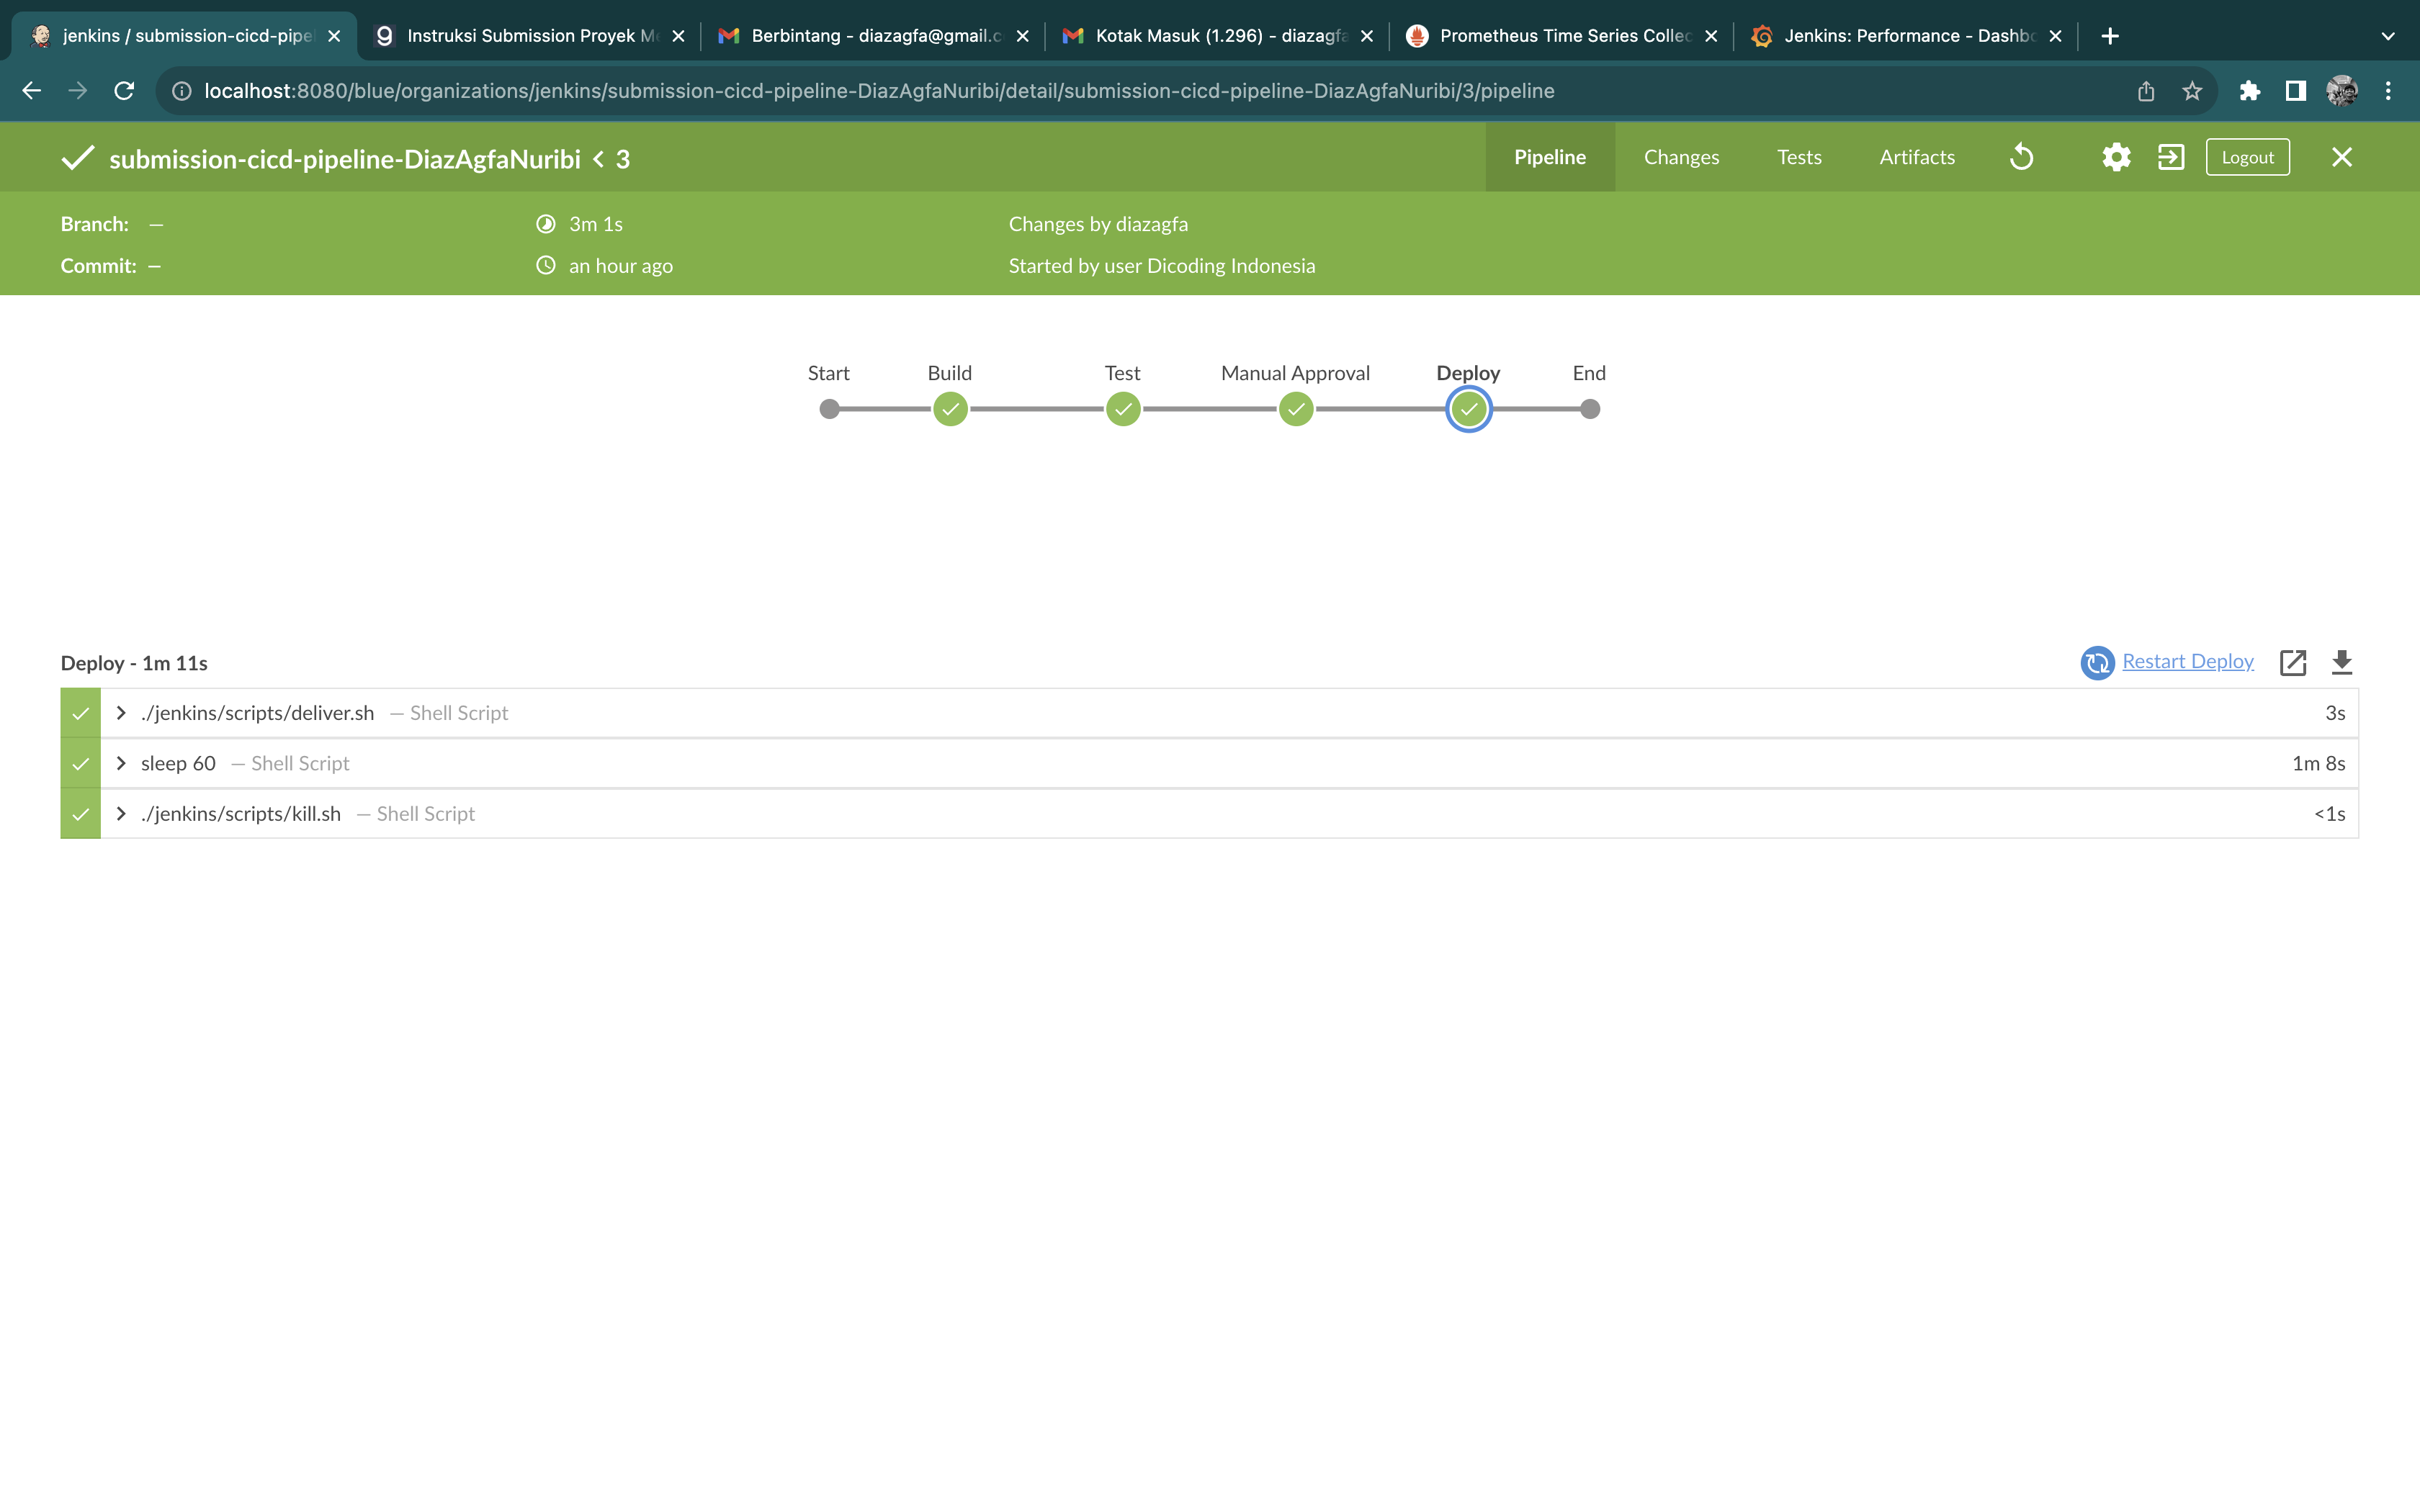 jenkins / submission-cicd-pipel
Instruksi Submission Proyek Me
Berbintang - diazagfa@gmail.c
Kotak Masuk (1.296) - diazagfa
Prometheus Time Series Collec
Jenkins: Performance - Dashbo
localhost:8080/blue/organizations/jenkins/submission-cicd-pipeline-DiazAgfaNuribi/detail/submission-cicd-pipeline-DiazAgfaNuribi/3/pipeline
submission-cicd-pipeline-DiazAgfaNuribi < 3
Pipeline Changes Tests Artifacts Logout
Branch: — 3m 1s Changes by diazagfa
Commit: — an hour ago Started by user Dicoding Indonesia
Start Build Test Manual Approval Deploy End
Deploy - 1m 11s Restart Deploy
./jenkins/scripts/deliver.sh — Shell Script 3s
sleep 60 — Shell Script 1m 8s
./jenkins/scripts/kill.sh — Shell Script <1s